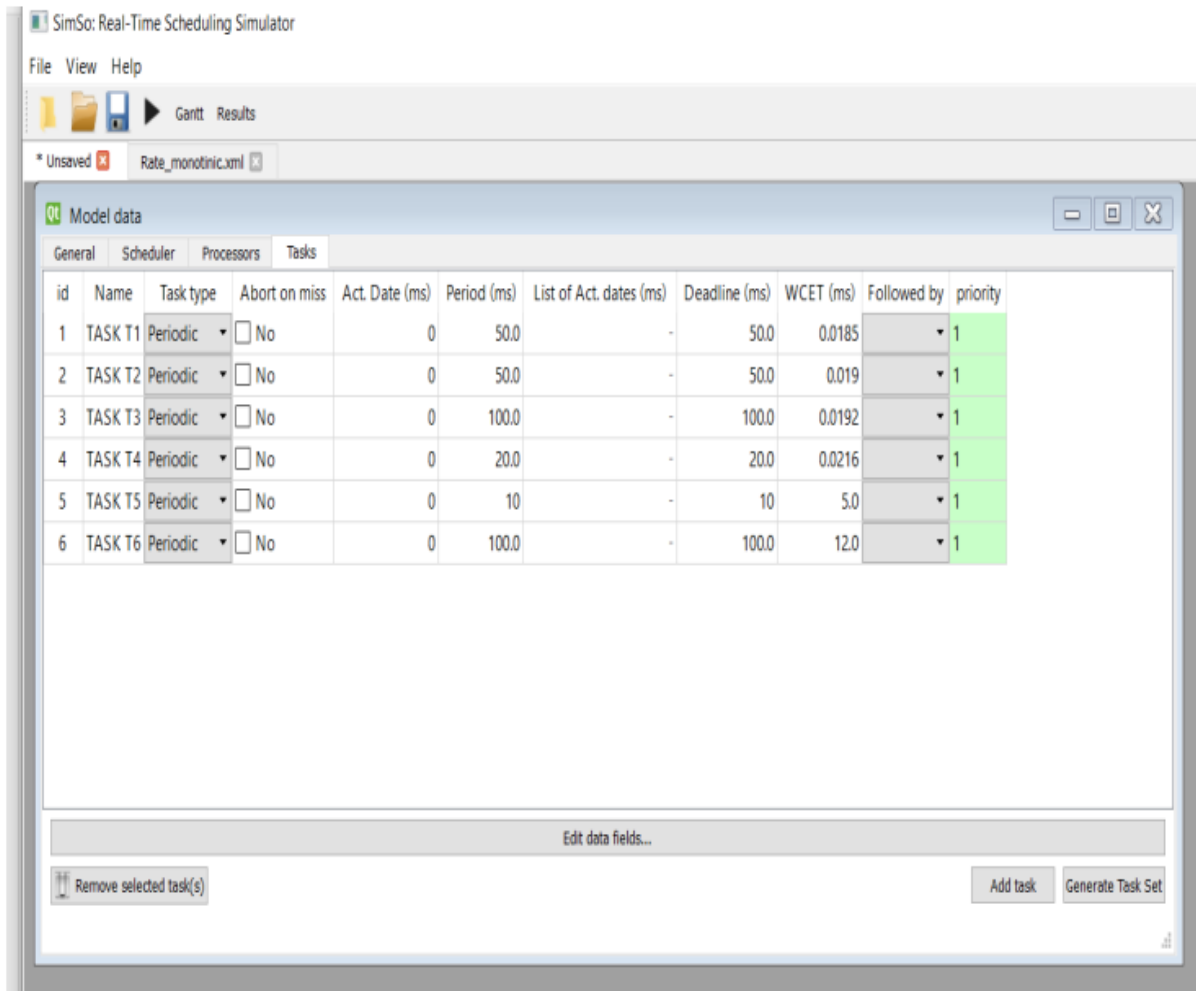 SimSo: Real-Time Scheduling Simulator
File View Help
Gantt Results
* Unsaved Rate_monotinic.xml
Qt Model data
General Scheduler Processors Tasks
id Name Task type Abort on miss Act. Date (ms) Period (ms) List of Act. dates (ms) Deadline (ms) WCET (ms) Followed by priority
1 TASK T1 Periodic No 0 50.0 - 50.0 0.0185 1
2 TASK T2 Periodic No 0 50.0 - 50.0 0.019 1
3 TASK T3 Periodic No 0 100.0 - 100.0 0.0192 1
4 TASK T4 Periodic No 0 20.0 - 20.0 0.0216 1
5 TASK T5 Periodic No 0 10 - 10 5.0 1
6 TASK T6 Periodic No 0 100.0 - 100.0 12.0 1
Edit data fields...
Remove selected task(s) Add task Generate Task Set